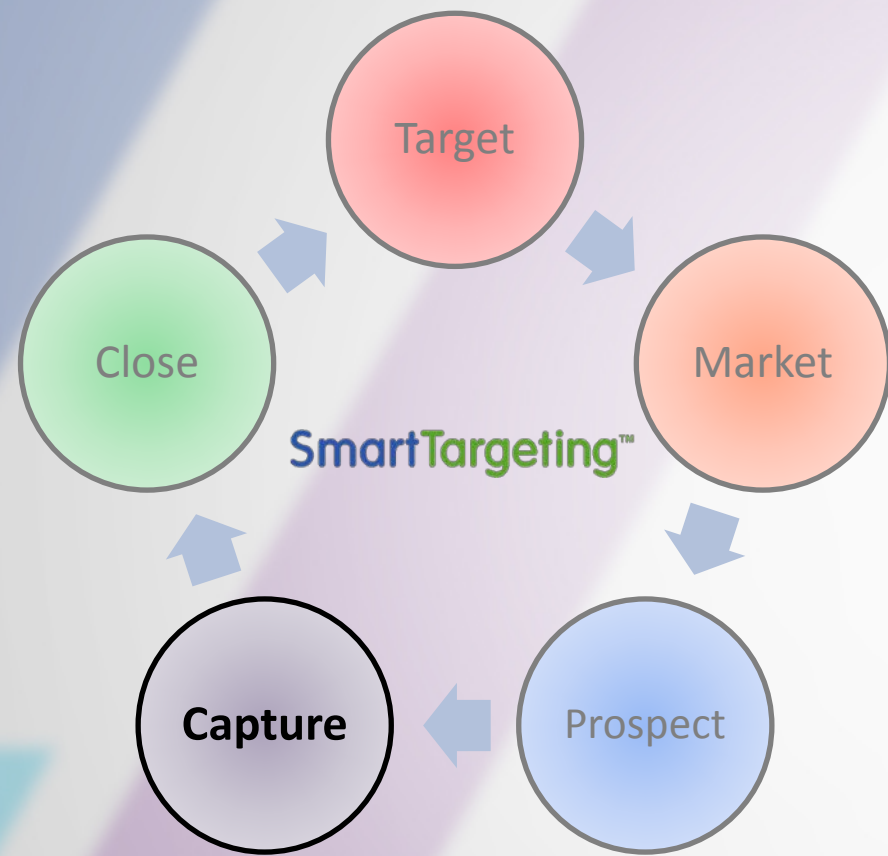 Target
Close
Market
SmartTargeting™
Capture
Prospect